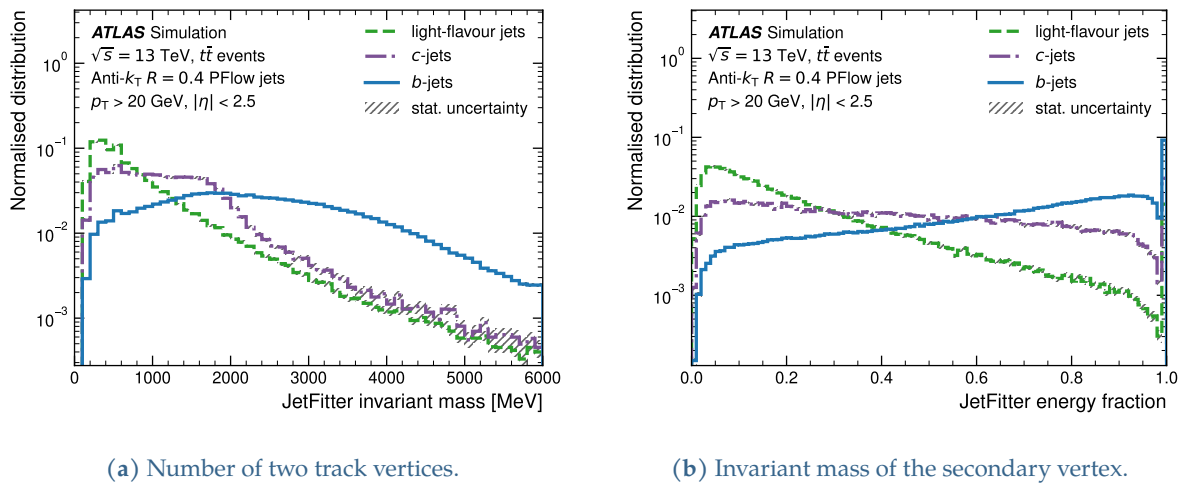 Normalised distribution
10⁰
10⁻¹
10⁻²
10⁻³
ATLAS Simulation
√s = 13 TeV, tt̄ events
Anti-kT R = 0.4 PFlow jets
pT > 20 GeV, |η| < 2.5
light-flavour jets
c-jets
b-jets
stat. uncertainty
0 1000 2000 3000 4000 5000 6000
JetFitter invariant mass [MeV]
(a) Number of two track vertices.
Normalised distribution
10⁰
10⁻¹
10⁻²
10⁻³
ATLAS Simulation
√s = 13 TeV, tt̄ events
Anti-kT R = 0.4 PFlow jets
pT > 20 GeV, |η| < 2.5
light-flavour jets
c-jets
b-jets
stat. uncertainty
0.0 0.2 0.4 0.6 0.8 1.0
JetFitter energy fraction
(b) Invariant mass of the secondary vertex.